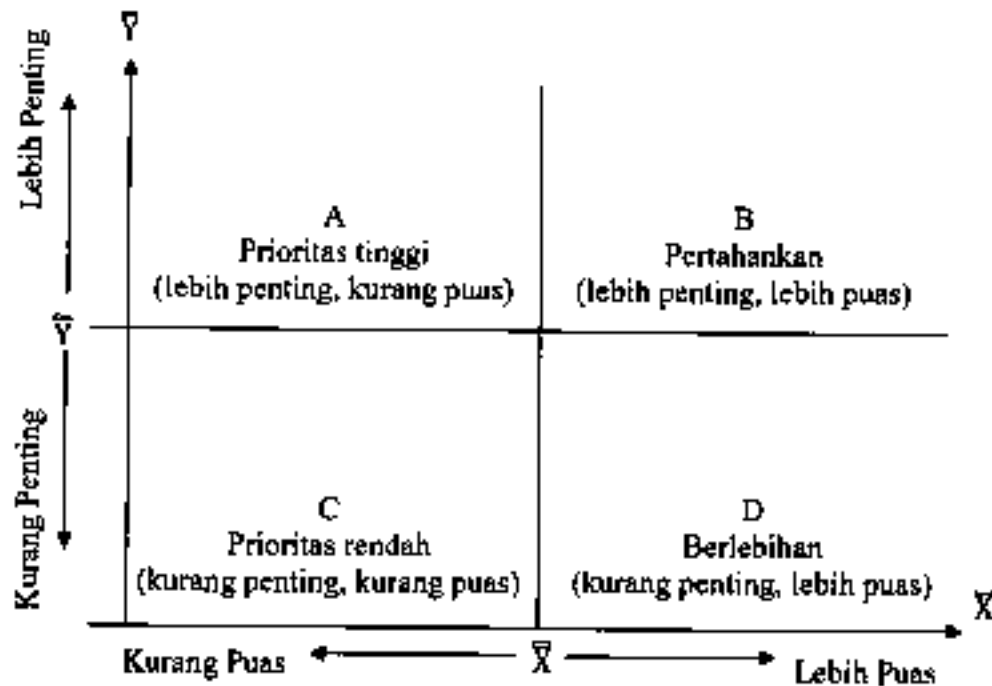 Y̅
Lebih Penting
A
Prioritas tinggi
(lebih penting, kurang puas)
B
Pertahankan
(lebih penting, lebih puas)
Y̅
Kurang Penting
C
Prioritas rendah
(kurang penting, kurang puas)
D
Berlebihan
(kurang penting, lebih puas)
X̅
Kurang Puas
X̅
Lebih Puas